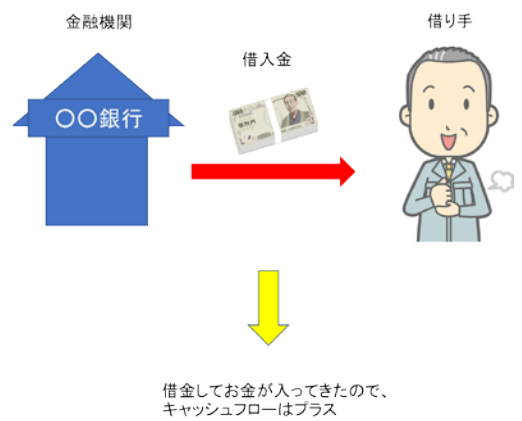 金融機関
借り手
借入金
〇〇銀行
借金してお金が入ってきたので、
キャッシュフローはプラス